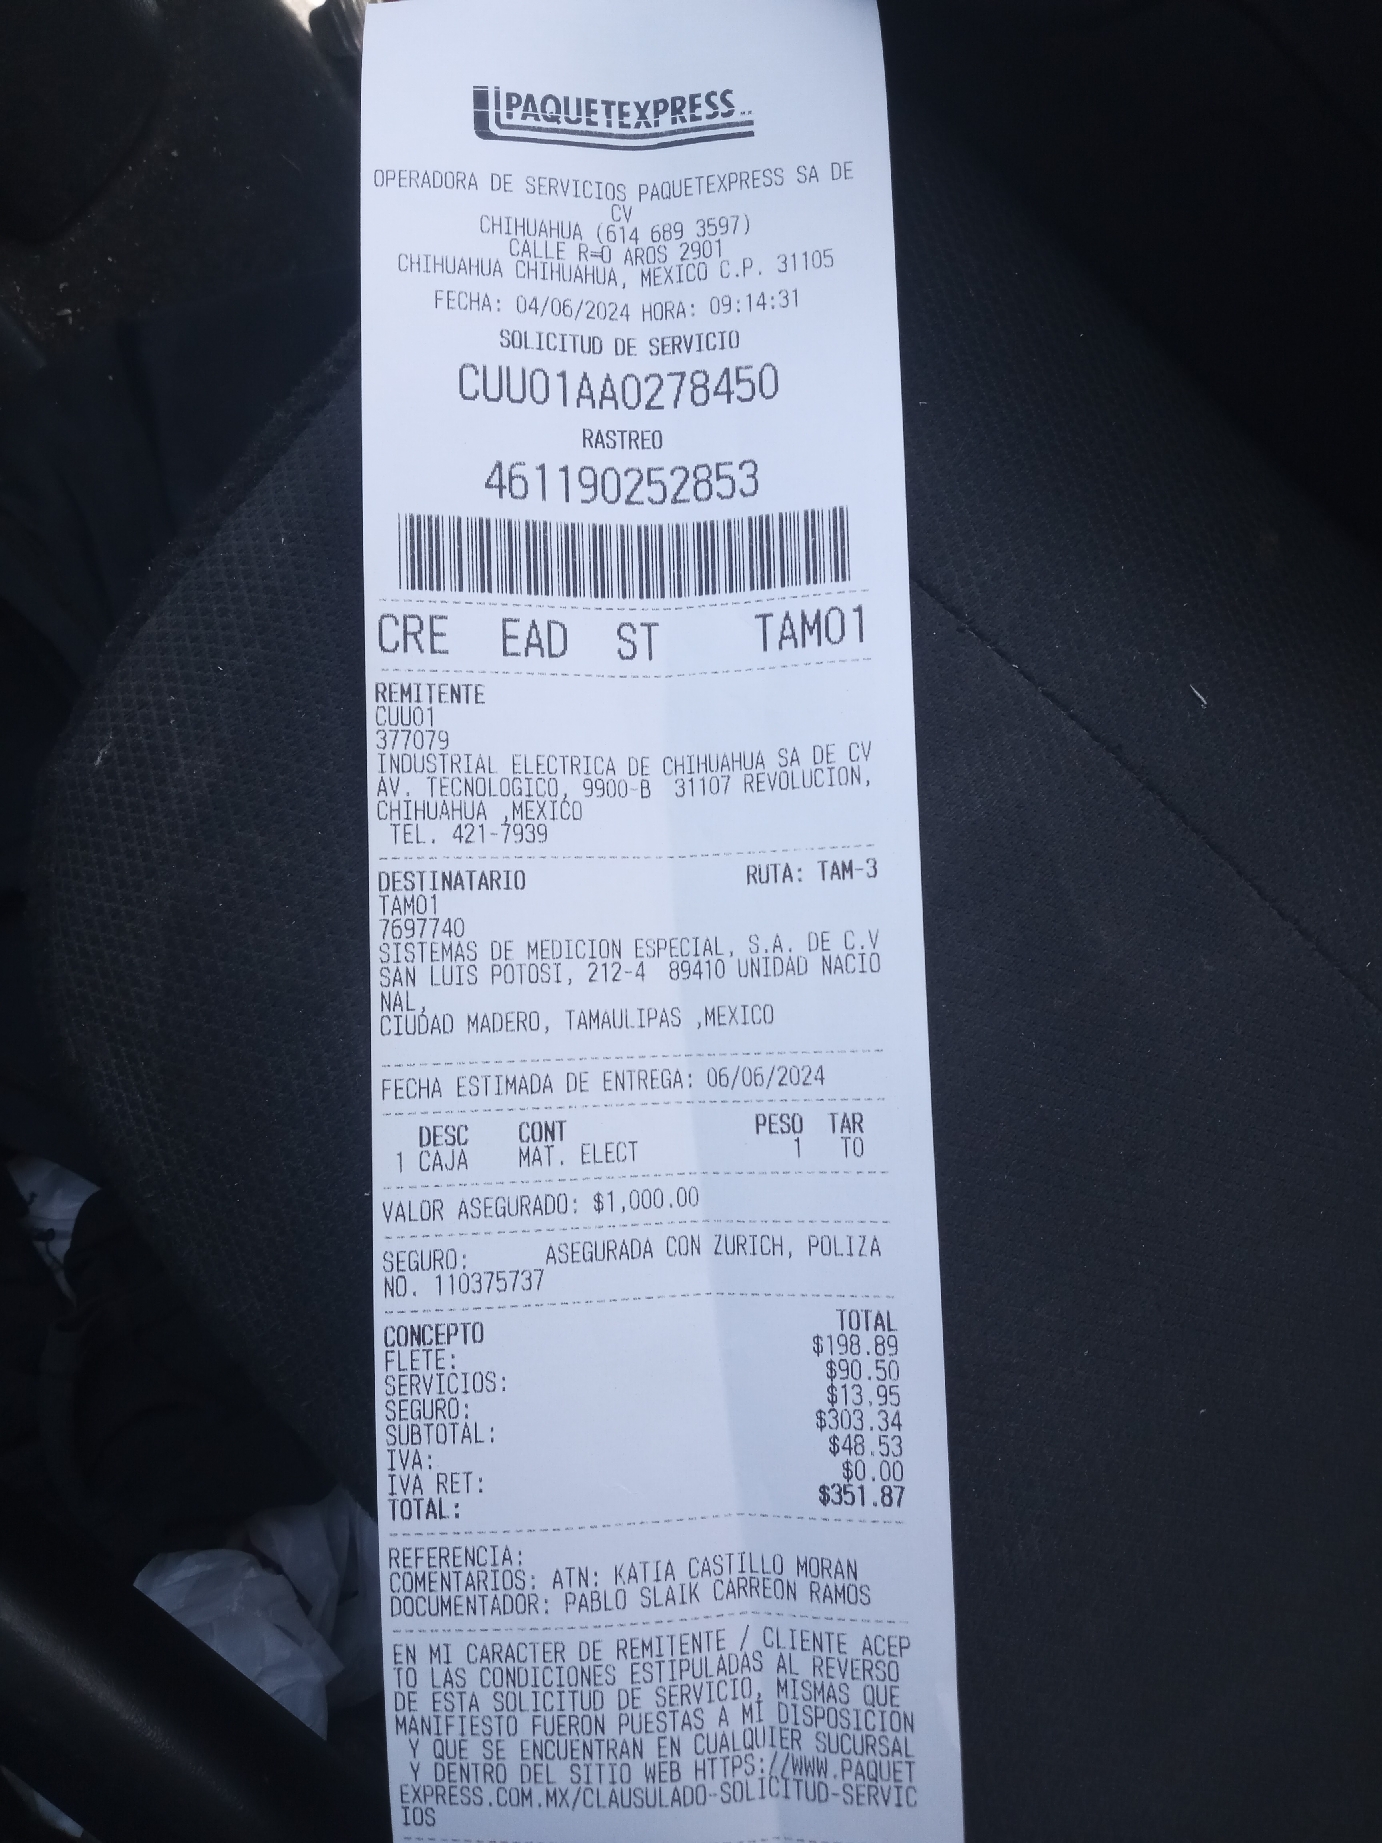 PAQUETEXPRESS
OPERADORA DE SERVICIOS PAQUETEXPRESS SA DE
CV
CHIHUAHUA (614 689 3597)
CALLE R=O AROS 2901
CHIHUAHUA CHIHUAHUA, MEXICO C.P. 31105
FECHA: 04/06/2024 HORA: 09:14:31
SOLICITUD DE SERVICIO
CUU01AA0278450
RASTREO
461190252853
CRE EAD ST TAM01
REMITENTE
CUU01
377079
INDUSTRIAL ELECTRICA DE CHIHUAHUA SA DE CV
AV. TECNOLOGICO, 9900-B 31107 REVOLUCION,
CHIHUAHUA ,MEXICO
TEL. 421-7939
DESTINATARIO RUTA: TAM-3
TAM01
7697740
SISTEMAS DE MEDICION ESPECIAL, S.A. DE C.V
SAN LUIS POTOSI, 212-4 89410 UNIDAD NACIO
NAL,
CIUDAD MADERO, TAMAULIPAS ,MEXICO
FECHA ESTIMADA DE ENTREGA: 06/06/2024
DESC CONT PESO TAR
1 CAJA MAT. ELECT 1 TO
VALOR ASEGURADO: $1,000.00
SEGURO: ASEGURADA CON ZURICH, POLIZA
NO. 110375737
CONCEPTO TOTAL
FLETE: $198.89
SERVICIOS: $90.50
SEGURO: $13.95
SUBTOTAL: $303.34
IVA: $48.53
IVA RET: $0.00
TOTAL: $351.87
REFERENCIA:
COMENTARIOS: ATN: KATIA CASTILLO MORAN
DOCUMENTADOR: PABLO SLAIK CARREON RAMOS
EN MI CARACTER DE REMITENTE / CLIENTE ACEP
TO LAS CONDICIONES ESTIPULADAS AL REVERSO
DE ESTA SOLICITUD DE SERVICIO, MISMAS QUE
MANIFIESTO FUERON PUESTAS A MI DISPOSICION
Y QUE SE ENCUENTRAN EN CUALQUIER SUCURSAL
Y DENTRO DEL SITIO WEB HTTPS://WWW.PAQUET
EXPRESS.COM.MX/CLAUSULADO-SOLICITUD-SERVIC
IOS